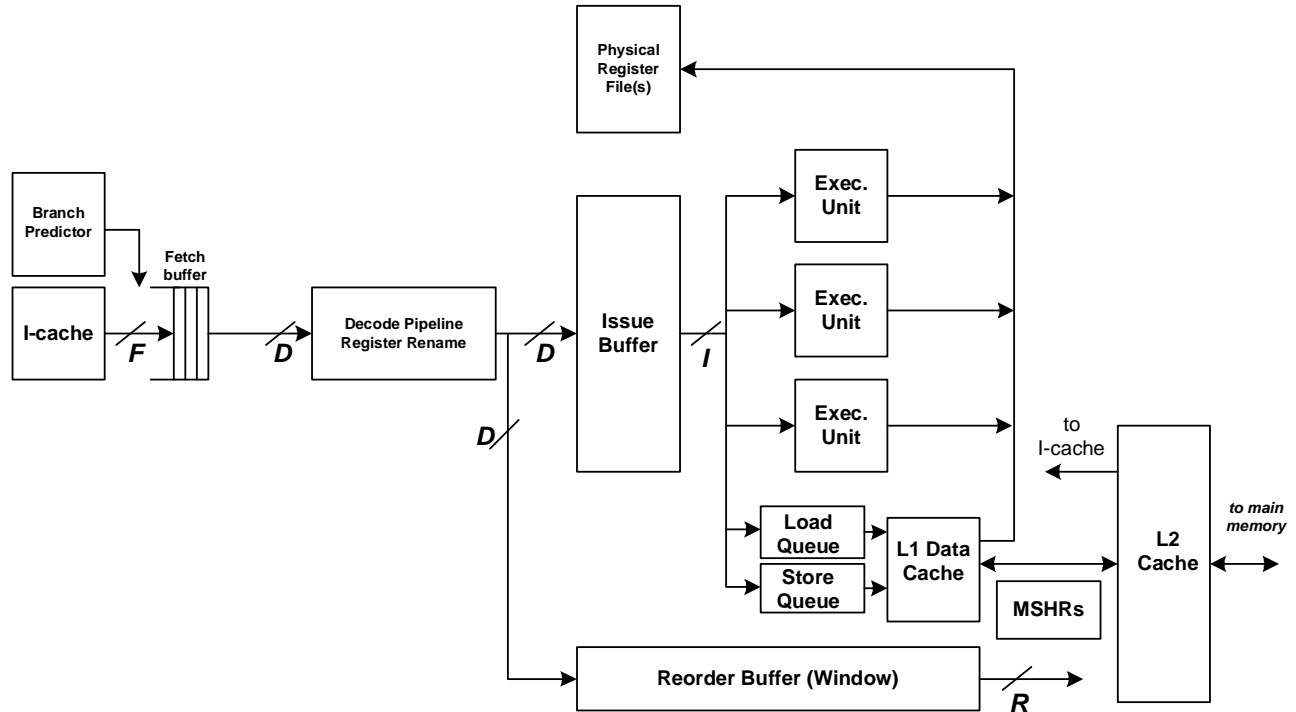 Physical
Register
File(s)
Branch
Predictor
Fetch
buffer
I-cache
F
D
Decode Pipeline
Register Rename
D
D
Issue
Buffer
I
Exec.
Unit
Exec.
Unit
Exec.
Unit
Load
Queue
Store
Queue
L1 Data
Cache
MSHRs
to
I-cache
L2
Cache
to main
memory
Reorder Buffer (Window)
R